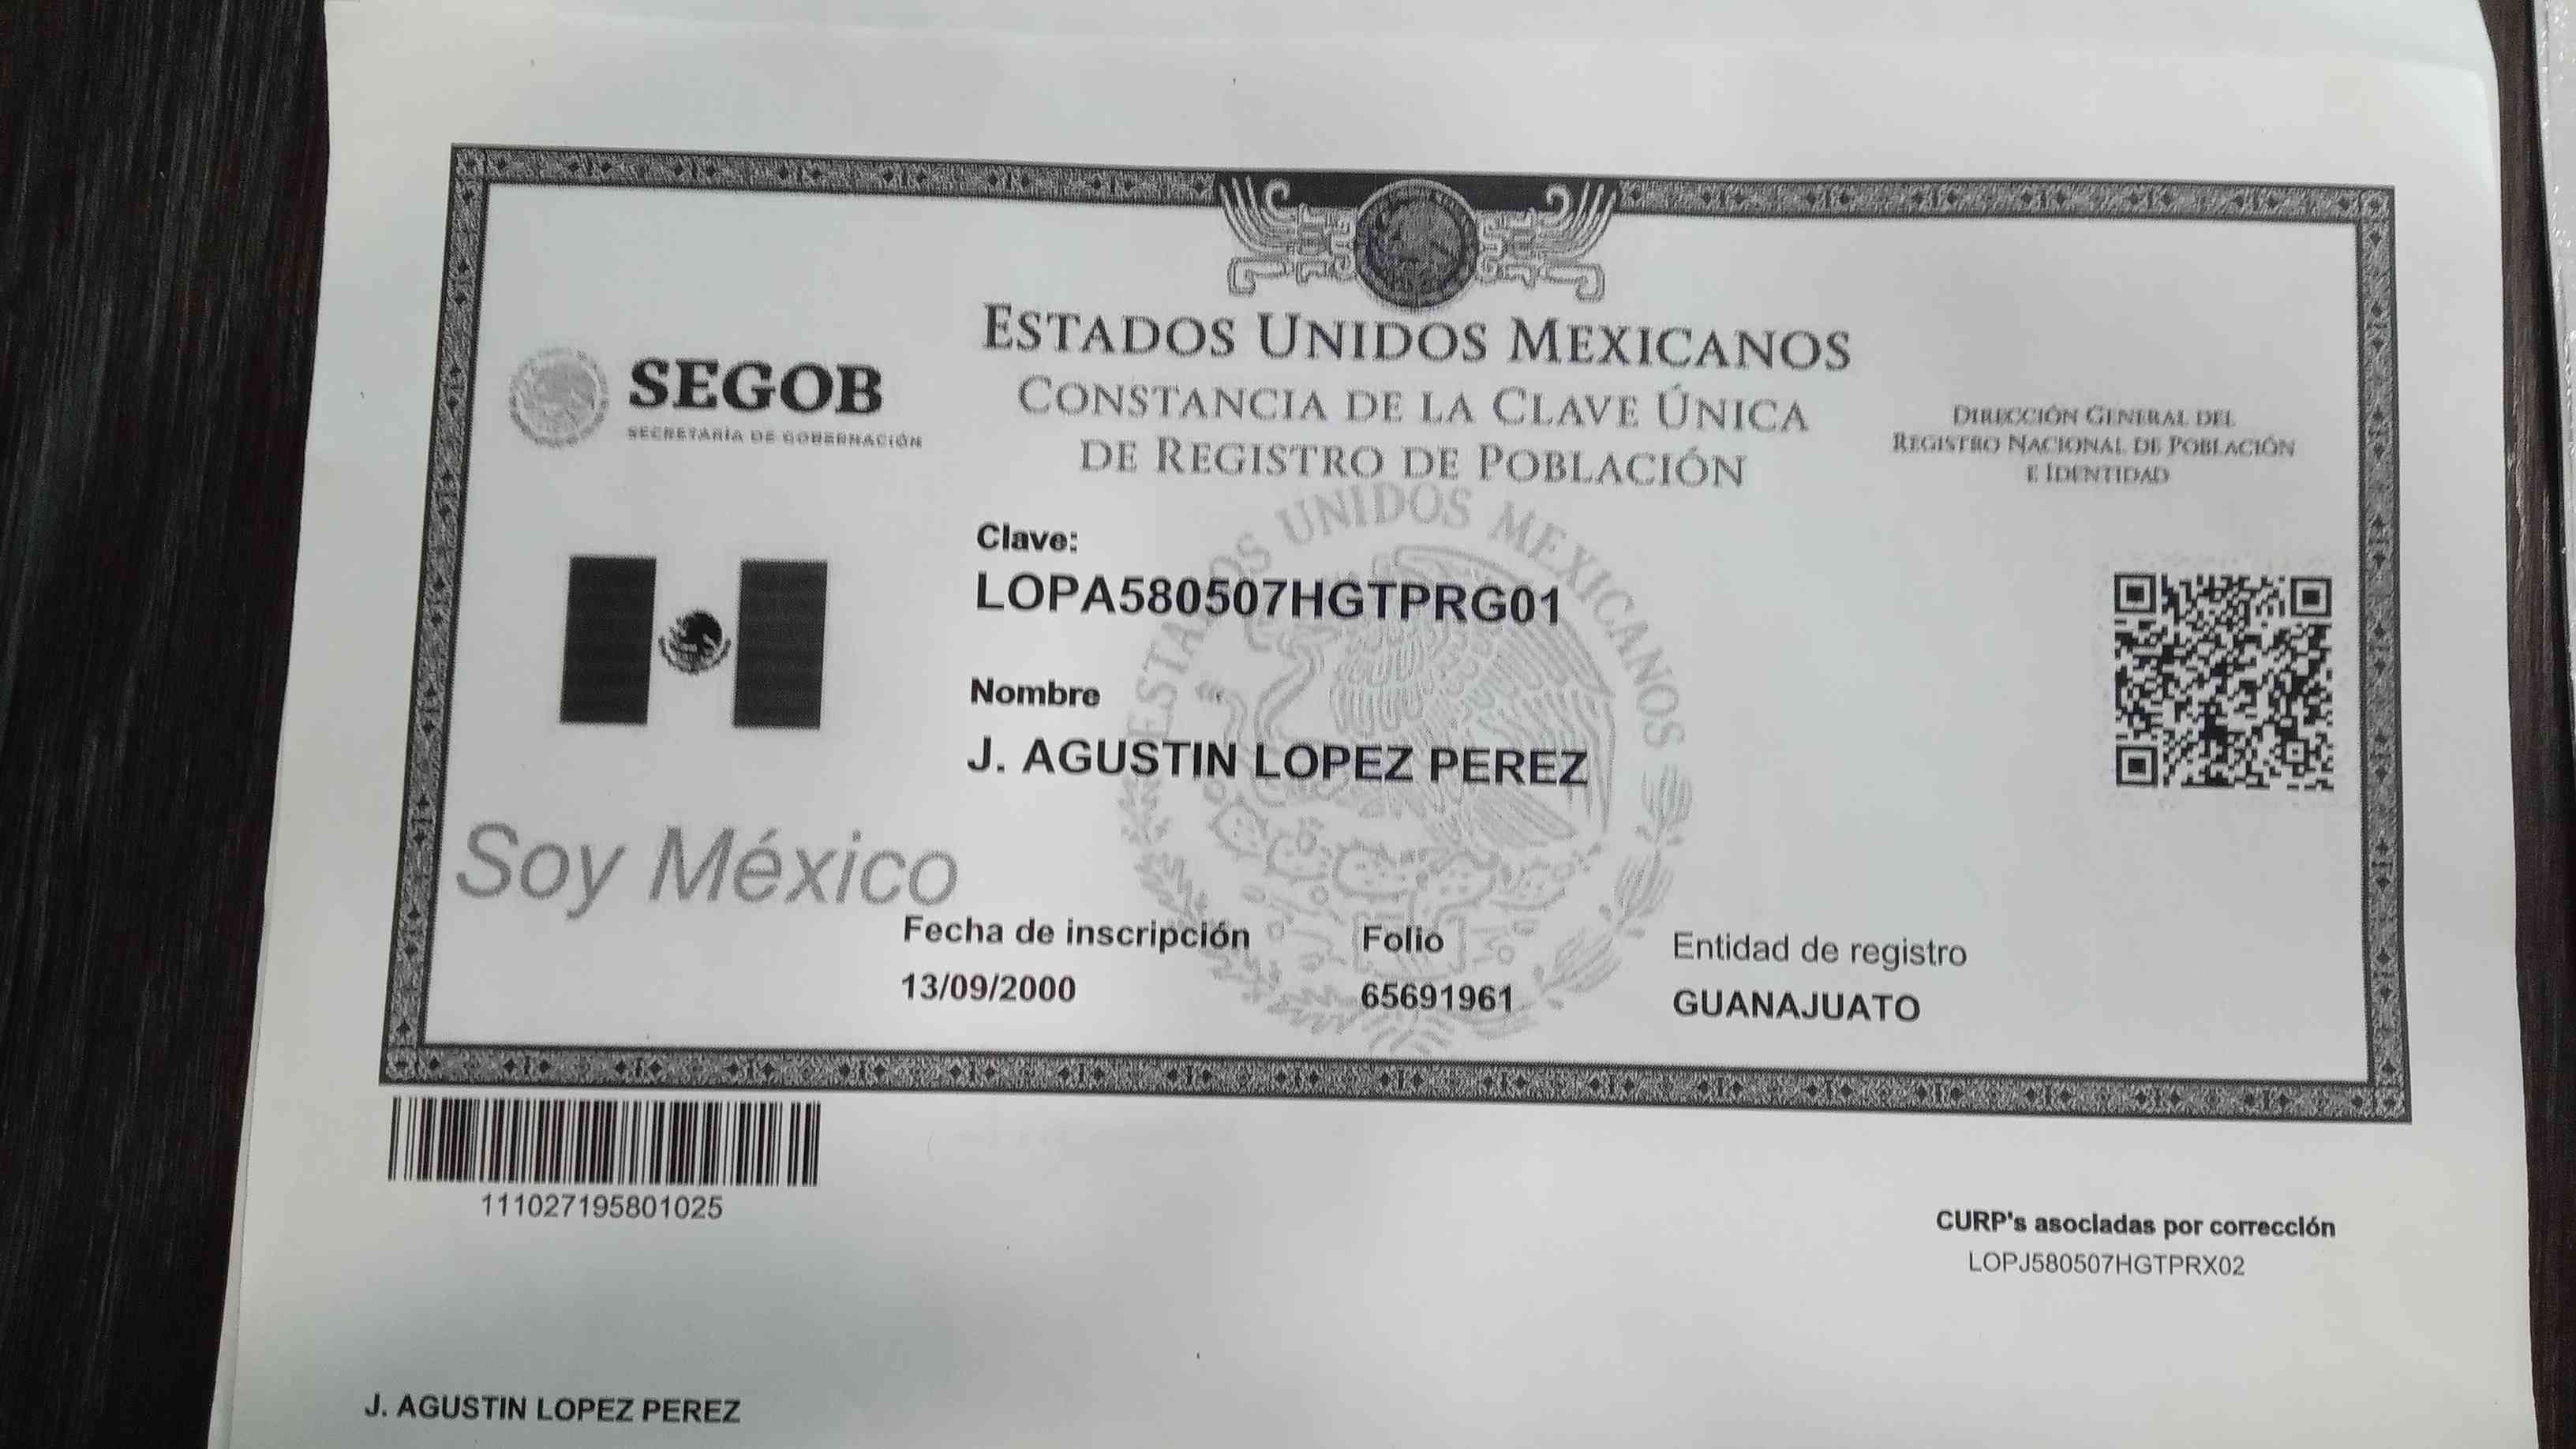 ESTADOS UNIDOS MEXICANOS
CONSTANCIA DE LA CLAVE ÚNICA
DE REGISTRO DE POBLACIÓN
SEGOB
SECRETARÍA DE GOBERNACIÓN
DIRECCIÓN GENERAL DEL
REGISTRO NACIONAL DE POBLACIÓN
E IDENTIDAD
ESTADOS UNIDOS MEXICANOS
Clave:
LOPA580507HGTPRG01
Nombre
J. AGUSTIN LOPEZ PEREZ
Soy México
Fecha de inscripción
13/09/2000
Folio
65691961
Entidad de registro
GUANAJUATO
111027195801025
CURP's asociadas por corrección
LOPJ580507HGTPRX02
J. AGUSTIN LOPEZ PEREZ